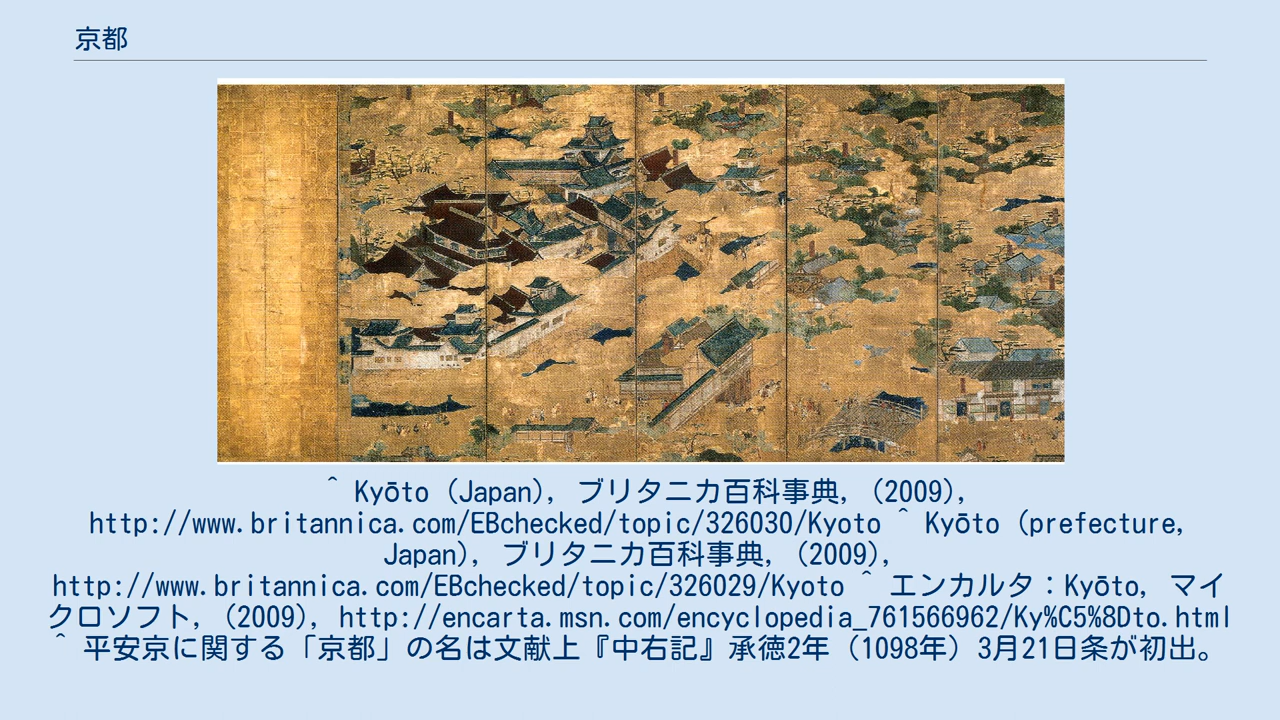 京都
^ Kyōto (Japan), ブリタニカ百科事典, (2009),
http://www.britannica.com/EBchecked/topic/326030/Kyoto ^ Kyōto (prefecture,
Japan), ブリタニカ百科事典, (2009),
http://www.britannica.com/EBchecked/topic/326029/Kyoto ^ エンカルタ：Kyōto, マイ
クロソフト, (2009), http://encarta.msn.com/encyclopedia_761566962/Ky%C5%8Dto.html
^ 平安京に関する「京都」の名は文献上『中右記』承徳2年（1098年）3月21日条が初出。